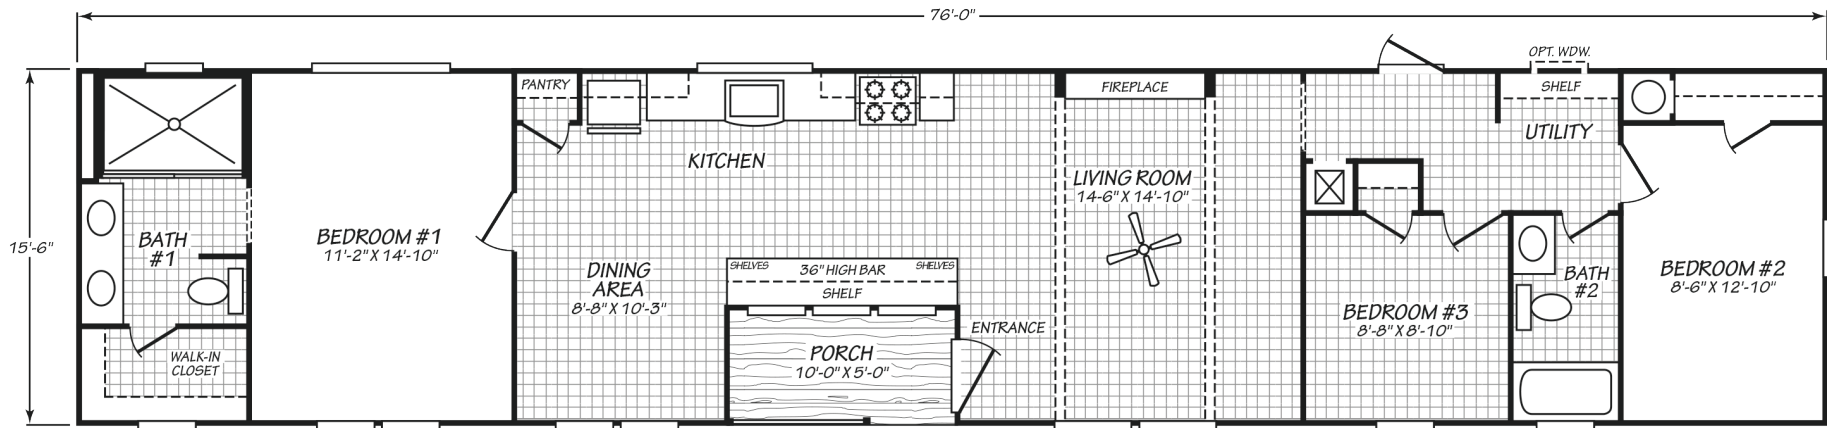 76'-0"
15'-6"
BATH
#1
WALK-IN
CLOSET
BEDROOM #1
11'-2" X 14'-10"
PANTRY
KITCHEN
DINING
AREA
8'-8" X 10'-3"
SHELVES
36" HIGH BAR
SHELVES
SHELF
PORCH
10'-0" X 5'-0"
ENTRANCE
FIREPLACE
LIVING ROOM
14-6" X 14'-10"
OPT. WDW.
SHELF
UTILITY
BEDROOM #3
8'-8" X 8'-10"
BATH
#2
BEDROOM #2
8'-6" X 12'-10"